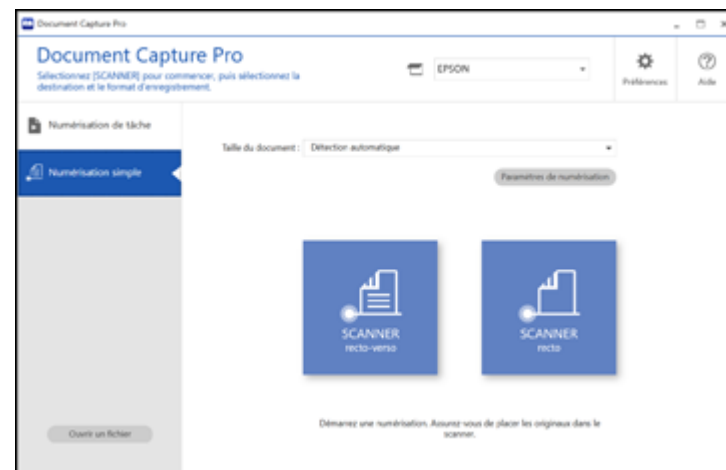 Document Capture Pro
Document Capture Pro
Sélectionnez [SCANNER] pour commencer, puis sélectionnez la
destination et le format d'enregistrement.
EPSON
Préférences
Aide
Numérisation de tâche
Numérisation simple
Taille du document :
Détection automatique
Paramètres de numérisation
SCANNER
recto-verso
SCANNER
recto
Démarrez une numérisation. Assurez-vous de placer les originaux dans le
scanner.
Ouvrir un fichier